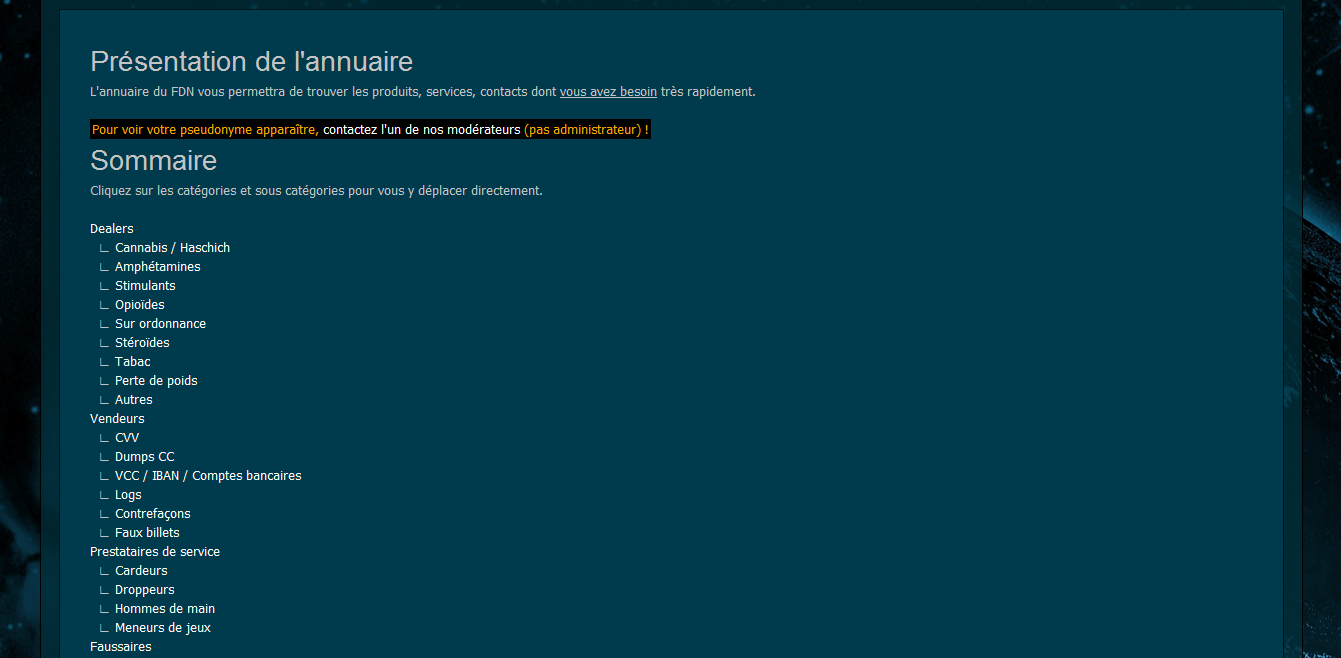 Présentation de l'annuaire
L'annuaire du FDN vous permettra de trouver les produits, services, contacts dont vous avez besoin très rapidement.
Pour voir votre pseudonyme apparaître, contactez l'un de nos modérateurs (pas administrateur) !
Sommaire
Cliquez sur les catégories et sous catégories pour vous y déplacer directement.
Dealers
∟ Cannabis / Haschich
∟ Amphétamines
∟ Stimulants
∟ Opioïdes
∟ Sur ordonnance
∟ Stéroïdes
∟ Tabac
∟ Perte de poids
∟ Autres
Vendeurs
∟ CVV
∟ Dumps CC
∟ VCC / IBAN / Comptes bancaires
∟ Logs
∟ Contrefaçons
∟ Faux billets
Prestataires de service
∟ Cardeurs
∟ Droppeurs
∟ Hommes de main
∟ Meneurs de jeux
Faussaires